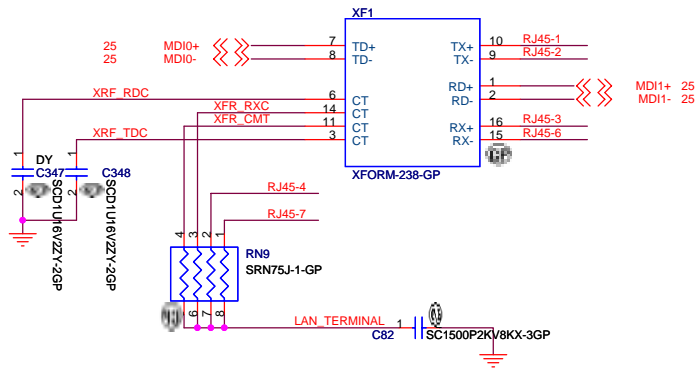 XF1
25 MDI0+ 7 TD+ TX+ 10 RJ45-1
25 MDI0- 8 TD- TX- 9 RJ45-2
RD+ 1 MDI1+ 25
RD- 2 MDI1- 25
XRF_RDC 6 CT
XFR_RXC 14 CT
XFR_CMT 11 CT RX+ 16 RJ45-3
XRF_TDC 3 CT RX- 15 RJ45-6
XFORM-238-GP
DY
1 1
C347 C348
2 2
SCD1U16V2ZY-2GP
SCD1U16V2ZY-2GP
RJ45-4
RJ45-7
4 3 2 1
RN9
SRN75J-1-GP
6 7 8
LAN_TERMINAL
C82 1
SC1500P2KV8KX-3GP